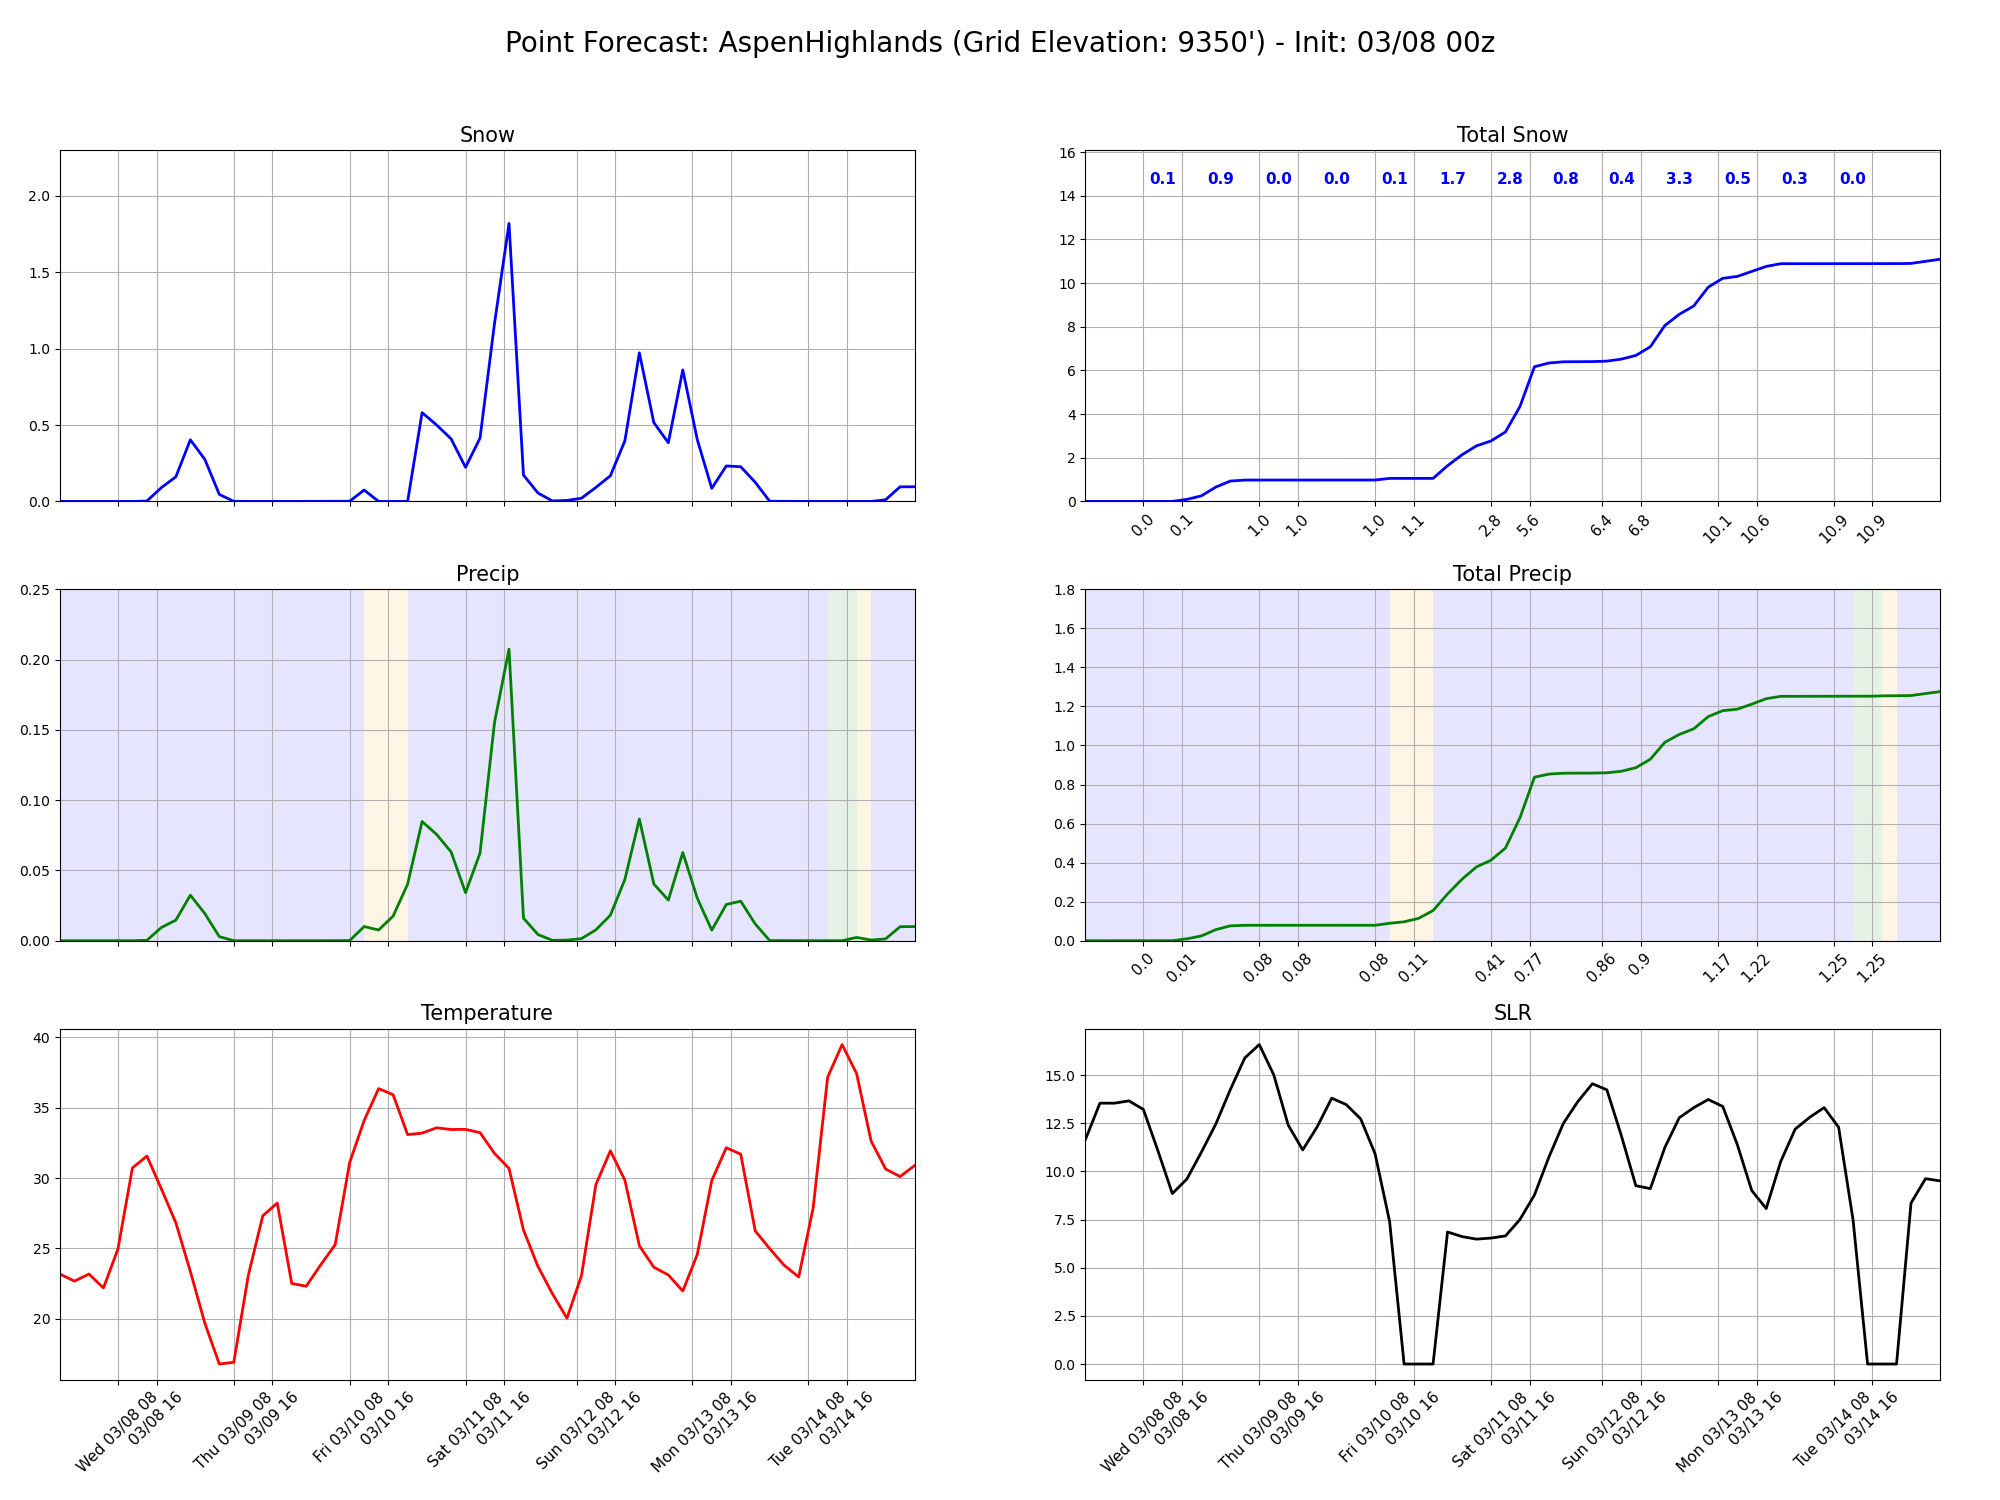 Point Forecast: AspenHighlands (Grid Elevation: 9350') - Init: 03/08 00z
Snow
2.0
1.5
1.0
0.5
0.0
Total Snow
16
14
12
10
8
6
4
2
0
0.1 0.9 0.0 0.0 0.1 1.7 2.8 0.8 0.4 3.3 0.5 0.3 0.0
0.0 0.1 1.0 1.0 1.0 1.1 2.8 5.6 6.4 6.8 10.1 10.6 10.9 10.9
Precip
0.25
0.20
0.15
0.10
0.05
0.00
Total Precip
1.8
1.6
1.4
1.2
1.0
0.8
0.6
0.4
0.2
0.0
0.0 0.01 0.08 0.08 0.08 0.11 0.41 0.77 0.86 0.9 1.17 1.22 1.25 1.25
Temperature
40
35
30
25
20
Wed 03/08 08
03/08 16
Thu 03/09 08
03/09 16
Fri 03/10 08
03/10 16
Sat 03/11 08
03/11 16
Sun 03/12 08
03/12 16
Mon 03/13 08
03/13 16
Tue 03/14 08
03/14 16
SLR
15.0
12.5
10.0
7.5
5.0
2.5
0.0
Wed 03/08 08
03/08 16
Thu 03/09 08
03/09 16
Fri 03/10 08
03/10 16
Sat 03/11 08
03/11 16
Sun 03/12 08
03/12 16
Mon 03/13 08
03/13 16
Tue 03/14 08
03/14 16